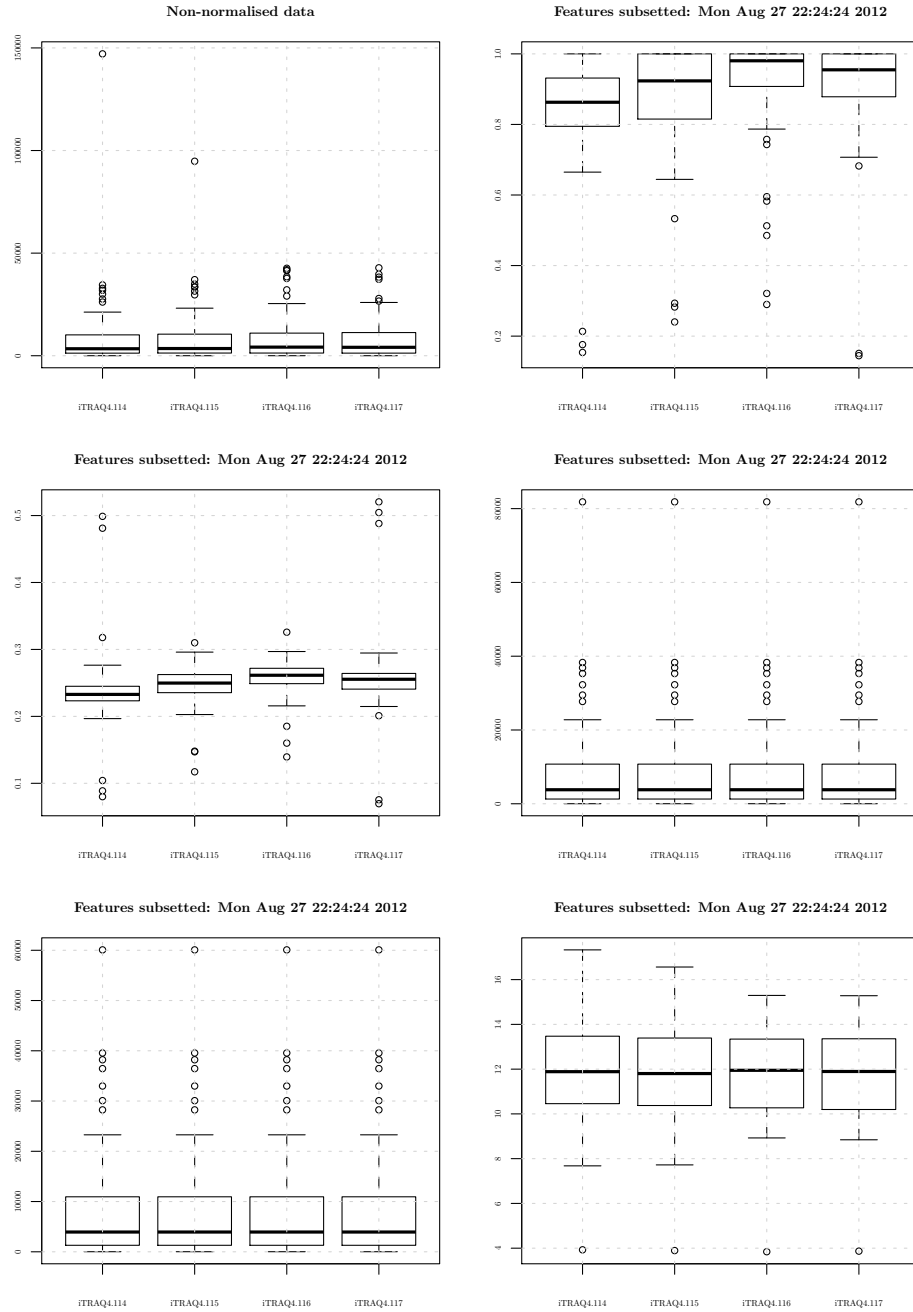 Non-normalised data
150000
100000
50000
0
iTRAQ4.114 iTRAQ4.115 iTRAQ4.116 iTRAQ4.117
Features subsetted: Mon Aug 27 22:24:24 2012
1.0
0.8
0.6
0.4
0.2
iTRAQ4.114 iTRAQ4.115 iTRAQ4.116 iTRAQ4.117
Features subsetted: Mon Aug 27 22:24:24 2012
0.5
0.4
0.3
0.2
0.1
iTRAQ4.114 iTRAQ4.115 iTRAQ4.116 iTRAQ4.117
Features subsetted: Mon Aug 27 22:24:24 2012
80000
60000
40000
20000
0
iTRAQ4.114 iTRAQ4.115 iTRAQ4.116 iTRAQ4.117
Features subsetted: Mon Aug 27 22:24:24 2012
60000
50000
40000
30000
20000
10000
0
iTRAQ4.114 iTRAQ4.115 iTRAQ4.116 iTRAQ4.117
Features subsetted: Mon Aug 27 22:24:24 2012
16
14
12
10
8
6
4
iTRAQ4.114 iTRAQ4.115 iTRAQ4.116 iTRAQ4.117